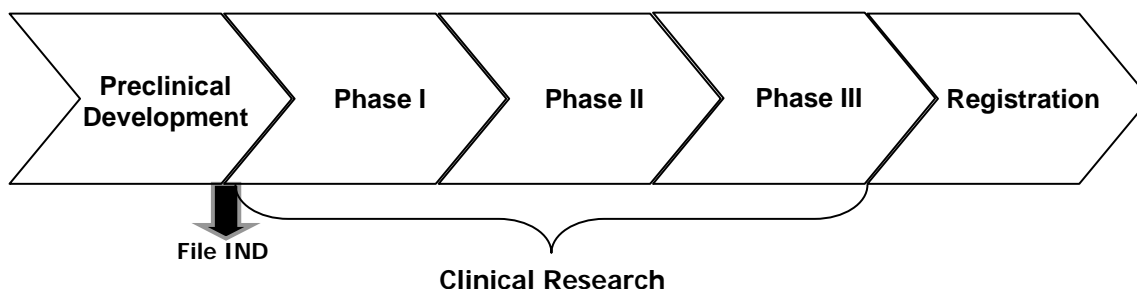 Preclinical
Development
Phase I
Phase II
Phase III
Registration
File IND
Clinical Research